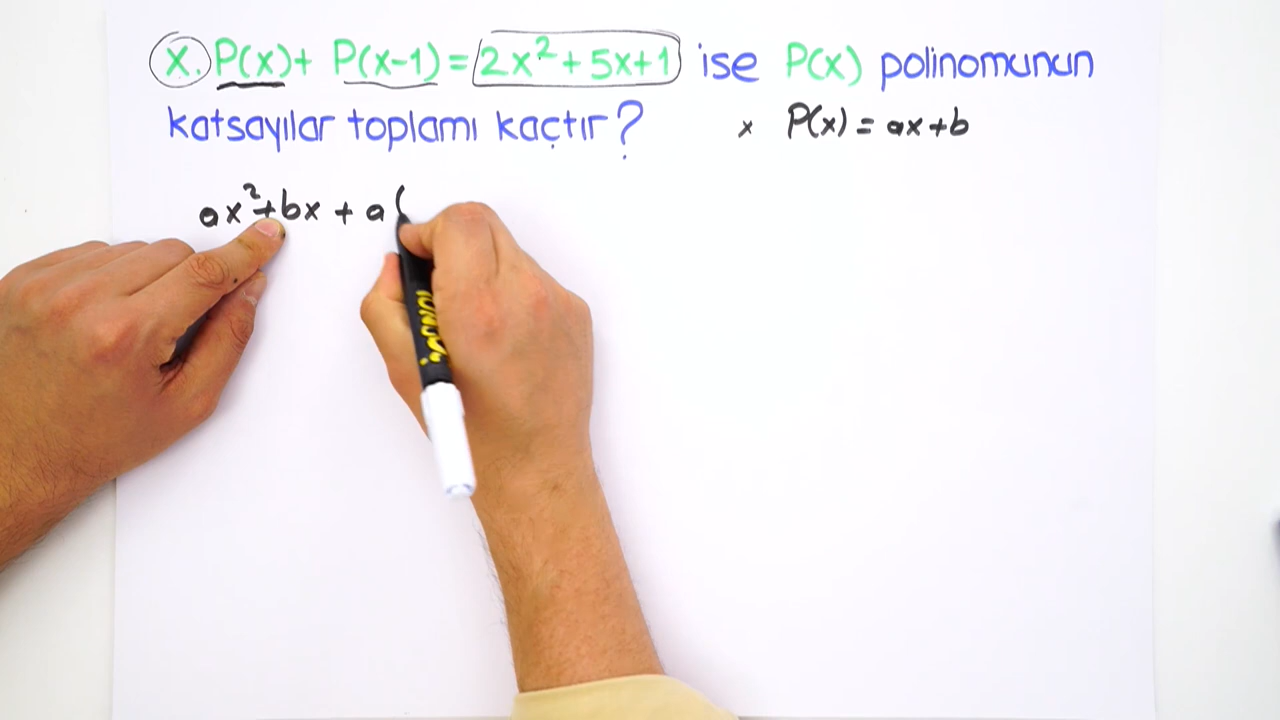 x. P(x) + P(x-1) = 2x² + 5x + 1 ise P(x) polinomunun
katsayılar toplamı kaçtır?
x P(x) = ax + b
ax² + bx + a(